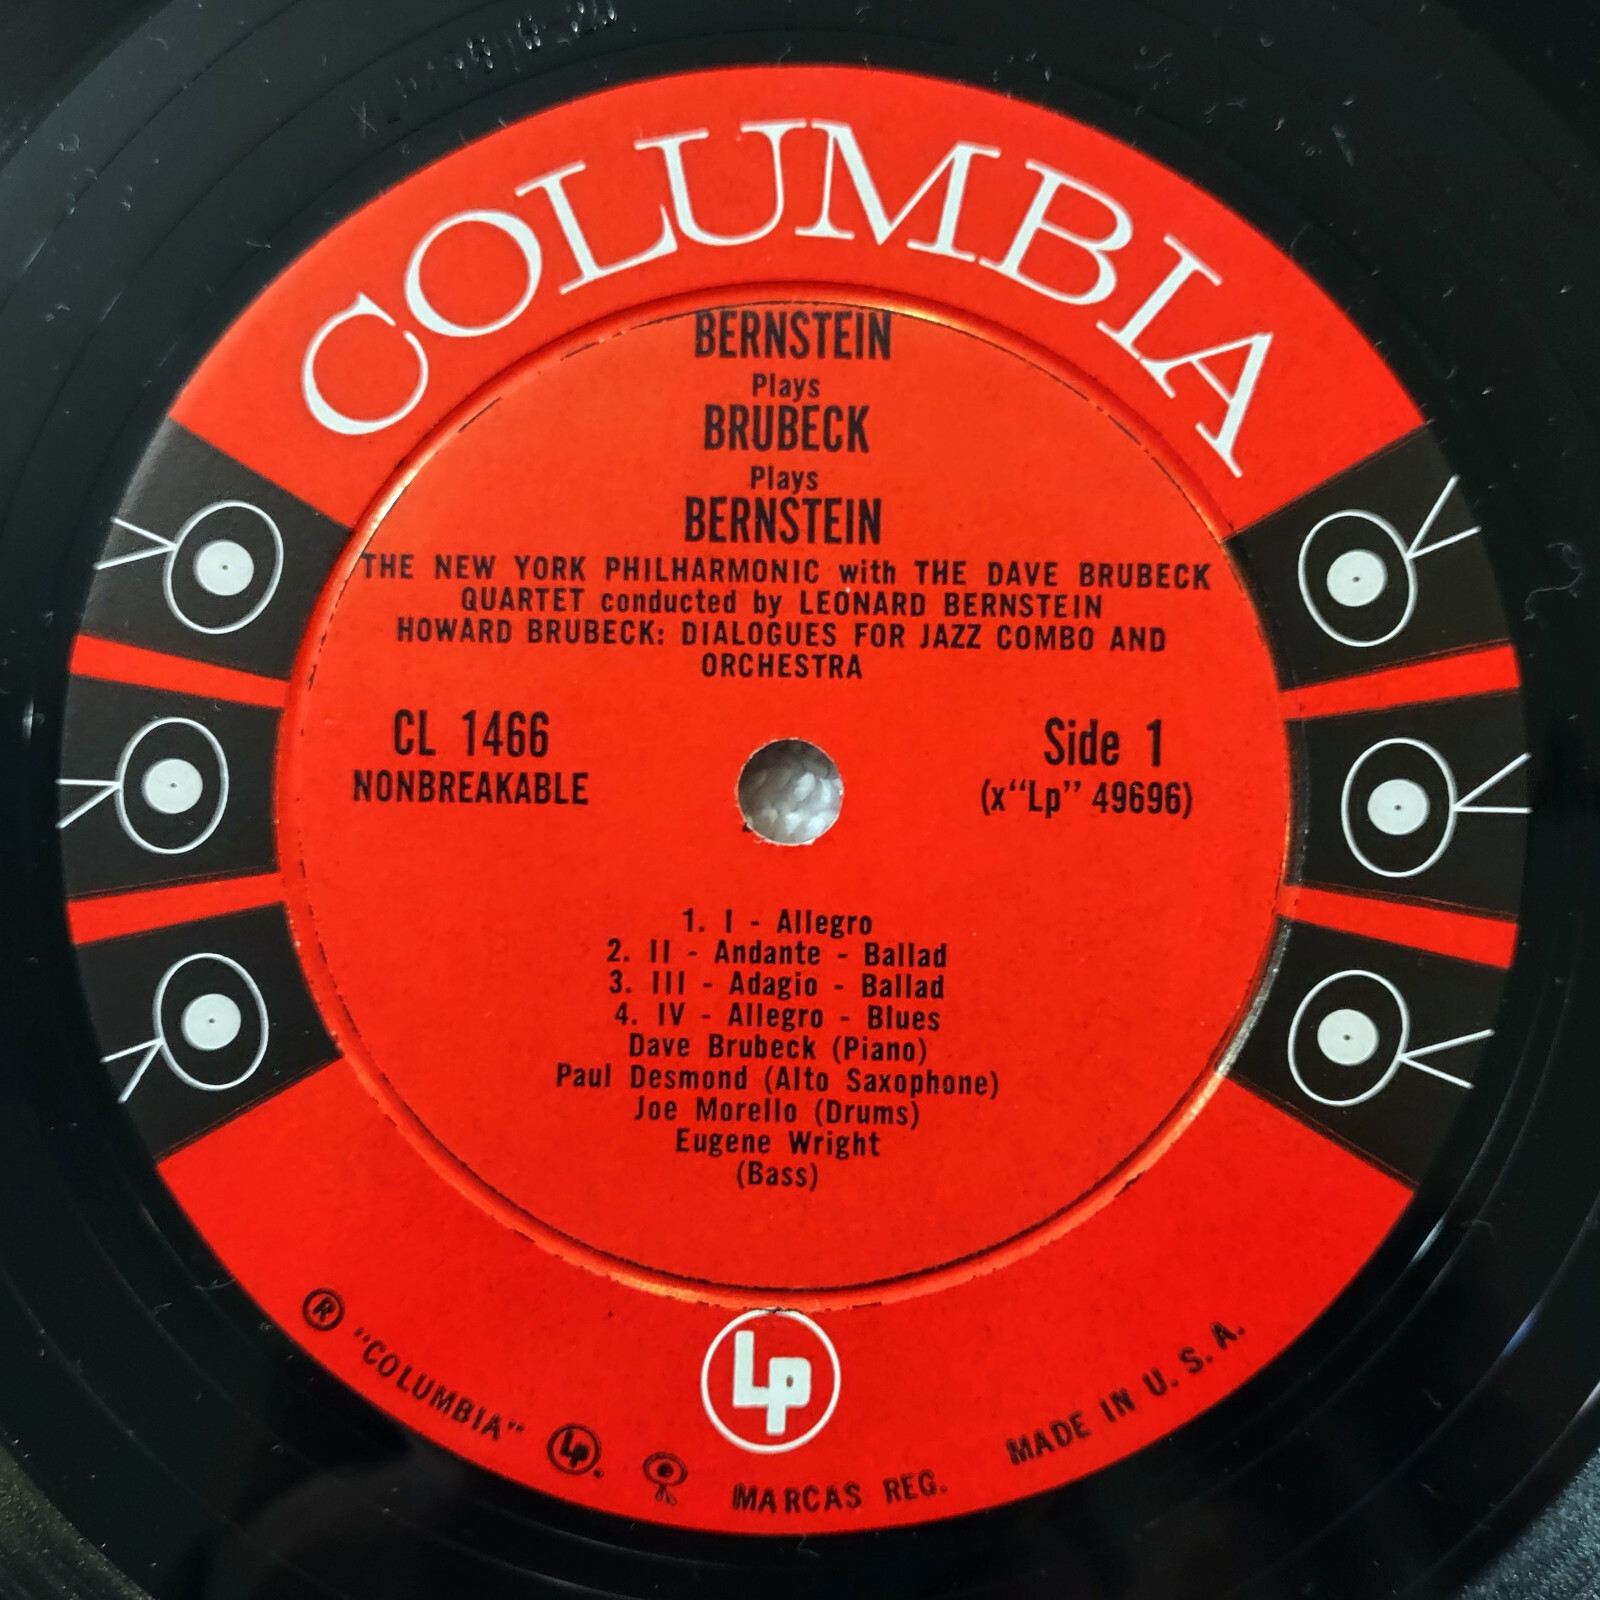 COLUMBIA
BERNSTEIN
Plays
BRUBECK
Plays
BERNSTEIN
THE NEW YORK PHILHARMONIC with THE DAVE BRUBECK
QUARTET conducted by LEONARD BERNSTEIN
HOWARD BRUBECK: DIALOGUES FOR JAZZ COMBO AND
ORCHESTRA
CL 1466
NONBREAKABLE
Side 1
(x"Lp" 49696)
1. I - Allegro
2. II - Andante - Ballad
3. III - Adagio - Ballad
4. IV - Allegro - Blues
Dave Brubeck (Piano)
Paul Desmond (Alto Saxophone)
Joe Morello (Drums)
Eugene Wright
(Bass)
Lp
® "COLUMBIA" Lp. MARCAS REG. MADE IN U. S. A.